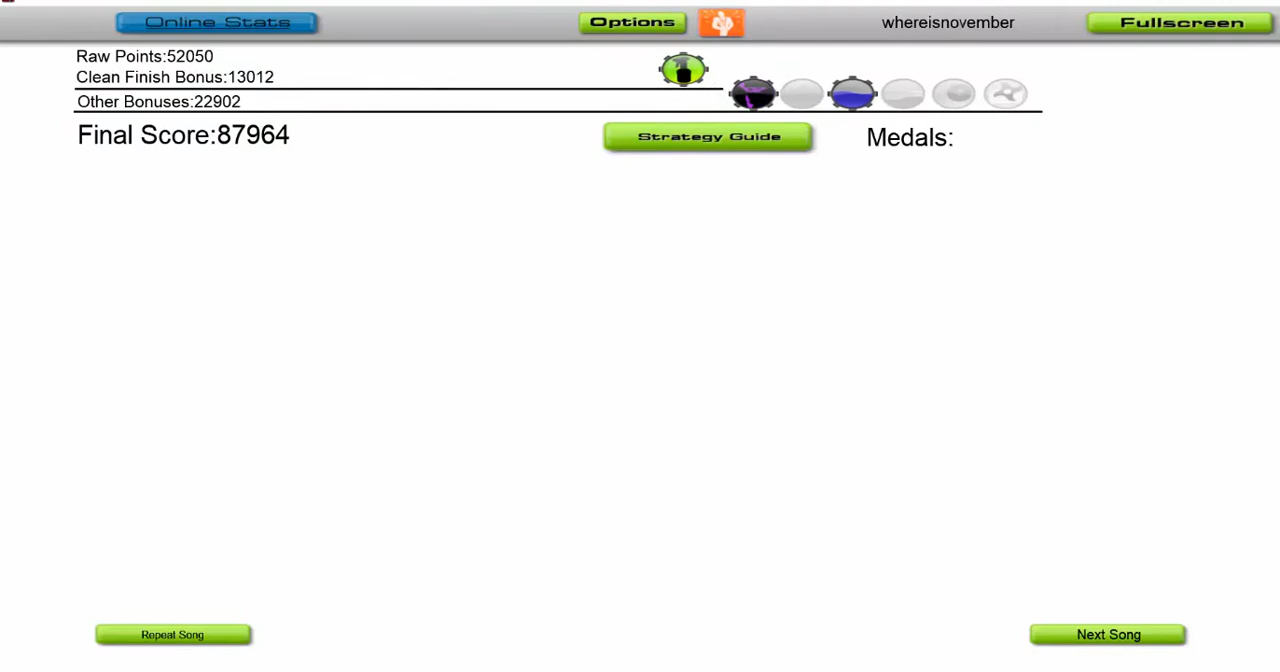 Online Stats
Options
whereisnovember
Fullscreen
Raw Points:52050
Clean Finish Bonus:13012
Other Bonuses:22902
Final Score:87964
Strategy Guide
Medals:
Repeat Song
Next Song